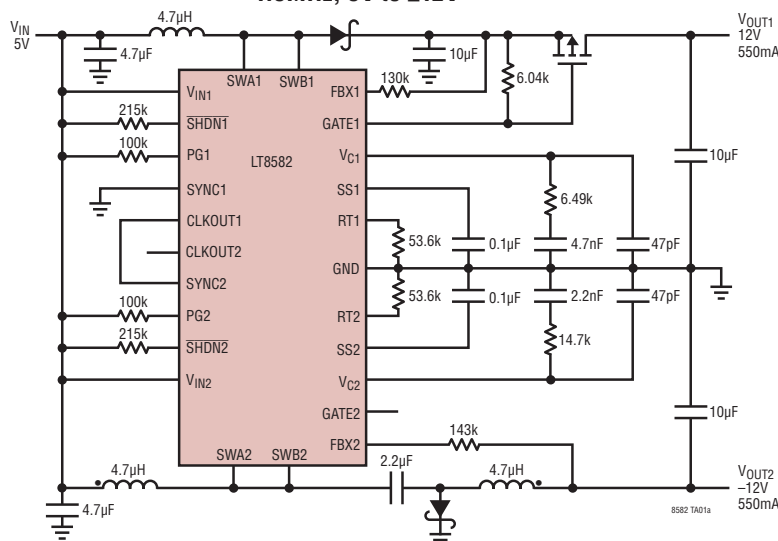 4.7µH
VIN
5V
4.7µF
10µF
VOUT1
12V
550mA
SWA1
SWB1
130k
6.04k
VIN1
FBX1
215k
SHDN1
GATE1
100k
PG1
LT8582
VC1
10µF
SYNC1
SS1
6.49k
CLKOUT1
RT1
53.6k
0.1µF
4.7nF
47pF
CLKOUT2
GND
SYNC2
53.6k
0.1µF
2.2nF
47pF
100k
PG2
RT2
215k
SHDN2
SS2
14.7k
VIN2
VC2
GATE2
10µF
143k
FBX2
SWA2
SWB2
4.7µH
2.2µF
4.7µH
VOUT2
–12V
550mA
4.7µF
8582 TA01a